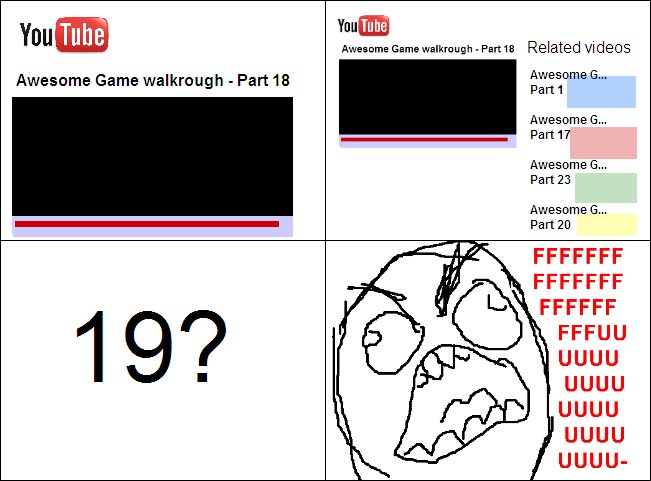 YouTube
Awesome Game walkrough - Part 18
YouTube
Awesome Game walkrough - Part 18
Related videos
Awesome G...
Part 1
Awesome G...
Part 17
Awesome G...
Part 23
Awesome G...
Part 20
19?
FFFFFFF
FFFFFFF
FFFFFF
FFFUU
UUUU
UUUU
UUUU
UUUU
UUUU-